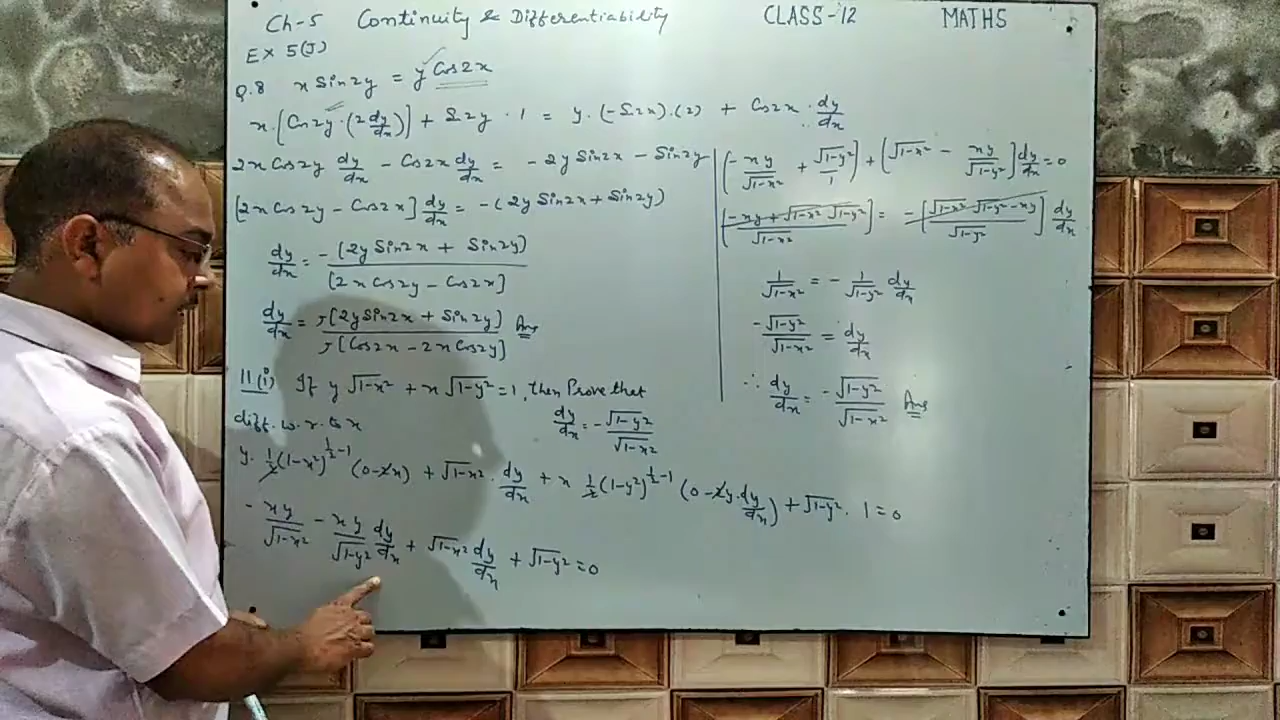 Ch-5 Continuity & Differentiability CLASS-12 MATHS
EX 5(J)
Q.8 x Sin2y = y Cos2x
x·[Cos2y·(2dy/dx)] + Sin2y · 1 = y·(-Sin2x)·(2) + Cos2x · dy/dx
2x Cos2y dy/dx - Cos2x dy/dx = -2y Sin2x - Sin2y
[2x Cos2y - Cos2x] dy/dx = -(2y Sin2x + Sin2y)
dy/dx = -(2y Sin2x + Sin2y) / [2x Cos2y - Cos2x]
dy/dx = -[2y Sin2x + Sin2y] / -[Cos2x - 2x Cos2y] Ans
11(i) If y √1-x² + x √1-y² = 1, then Prove that
dy/dx = -√1-y² / √1-x²
diff. w. r. to x
y· 1/2 (1-x²)^1/2-1 (0-2x) + √1-x² · dy/dx + x 1/2 (1-y²)^1/2-1 (0-2y·dy/dx) + √1-y² · 1 = 0
- xy/√1-x² - xy/√1-y² dy/dx + √1-x² dy/dx + √1-y² = 0
[-xy/√1-x² + √1-y²/1] + [√1-x² - xy/√1-y²] dy/dx = 0
[-xy + √1-x² √1-y² / √1-x²] = -[√1-x² √1-y² - xy / √1-y²] dy/dx
1/√1-x² = - 1/√1-y² dy/dx
-√1-y²/√1-x² = dy/dx
∴ dy/dx = -√1-y²/√1-x² Ans